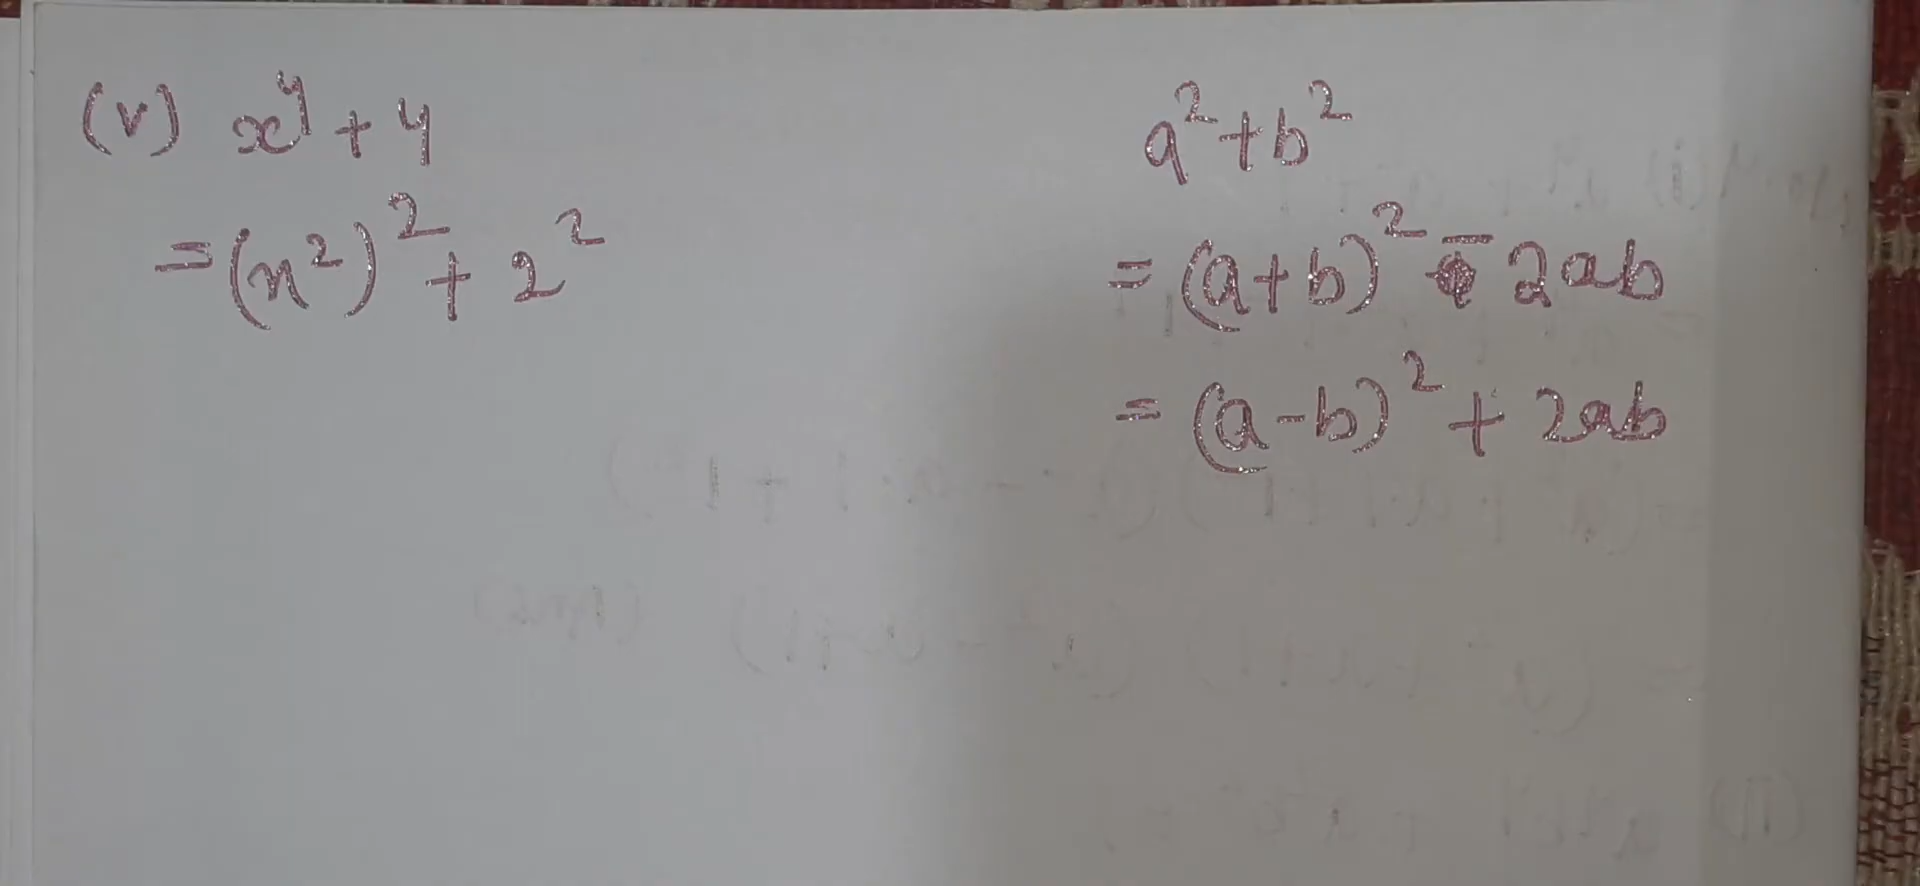 (v) x⁴ + 4
= (x²)² + 2²
a² + b²
= (a+b)² - 2ab
= (a-b)² + 2ab